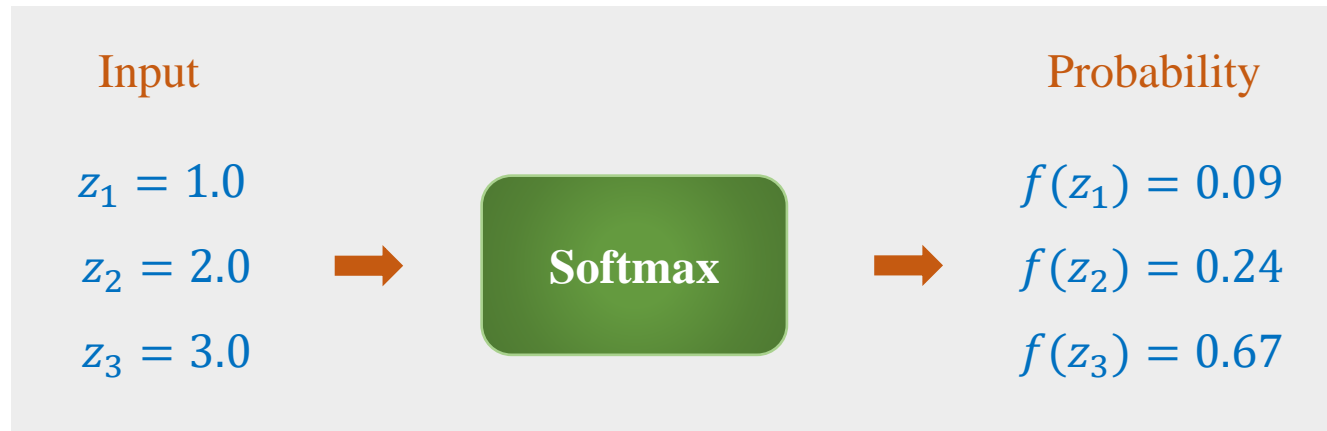 Input
Probability
z₁ = 1.0
z₂ = 2.0
z₃ = 3.0
Softmax
f(z₁) = 0.09
f(z₂) = 0.24
f(z₃) = 0.67